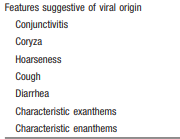 Features suggestive of viral origin
Conjunctivitis
Coryza
Hoarseness
Cough
Diarrhea
Characteristic exanthems
Characteristic enanthems